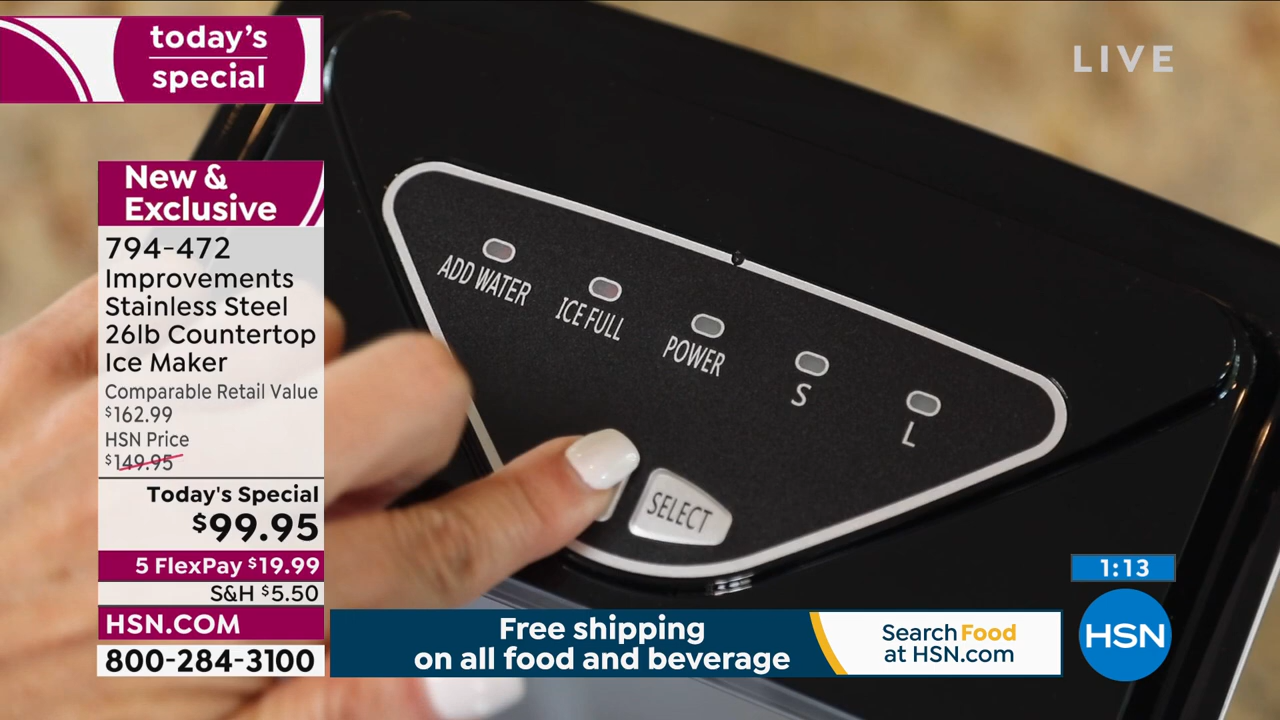 today's
special
LIVE
New &
Exclusive
794-472
Improvements
Stainless Steel
26lb Countertop
Ice Maker
Comparable Retail Value
$162.99
HSN Price
$149.95
Today's Special
$99.95
5 FlexPay $19.99
S&H $5.50
HSN.COM
800-284-3100
ADD WATER
ICE FULL
POWER
S
L
SELECT
Free shipping
on all food and beverage
Search Food
at HSN.com
1:13
HSN